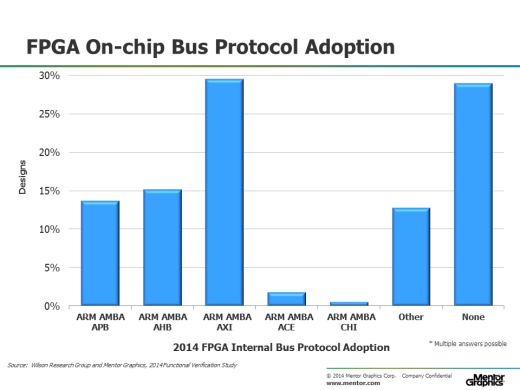 FPGA On-chip Bus Protocol Adoption
30%
25%
20%
15%
10%
5%
0%
Designs
ARM AMBA APB
ARM AMBA AHB
ARM AMBA AXI
ARM AMBA ACE
ARM AMBA CHI
Other
None
2014 FPGA Internal Bus Protocol Adoption
* Multiple answers possible
Source: Wilson Research Group and Mentor Graphics, 2014 Functional Verification Study
© 2014 Mentor Graphics Corp. Company Confidential
www.mentor.com
Mentor
Graphics